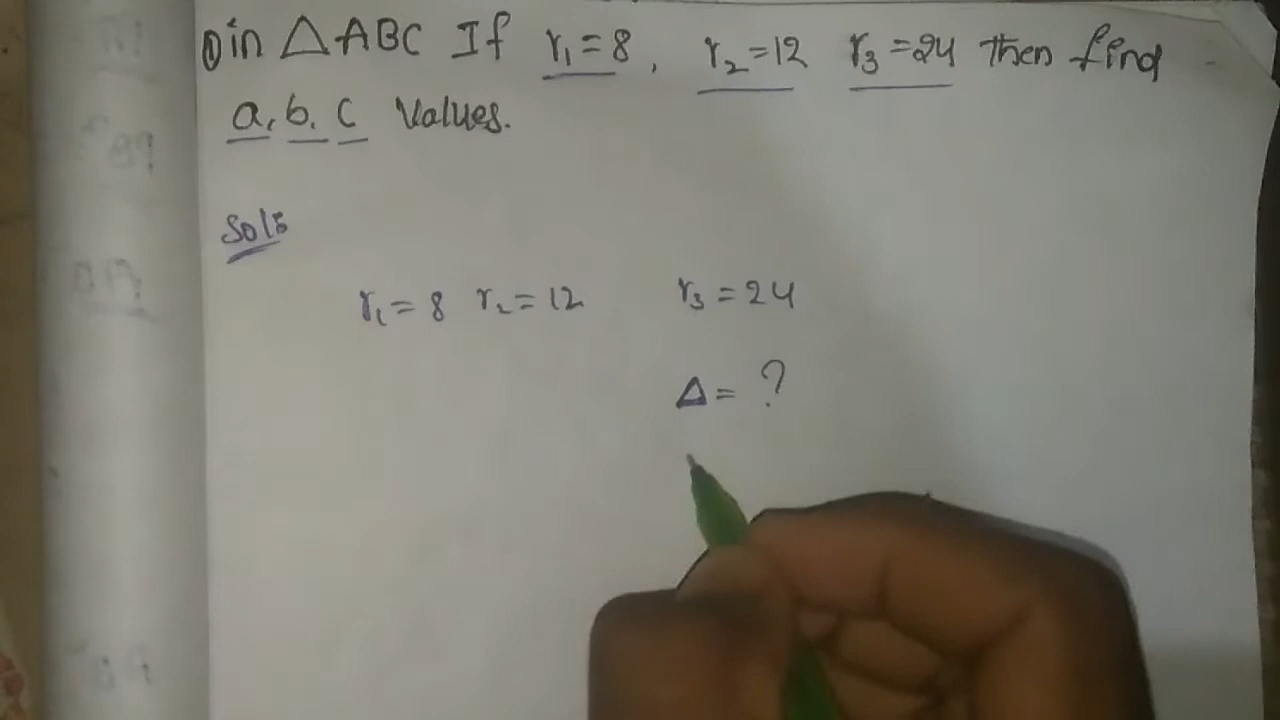 1) in △ABC If r₁=8, r₂=12 r₃=24 then find
a, b, c Values.
Sol:
r₁=8 r₂=12 r₃=24
Δ= ?